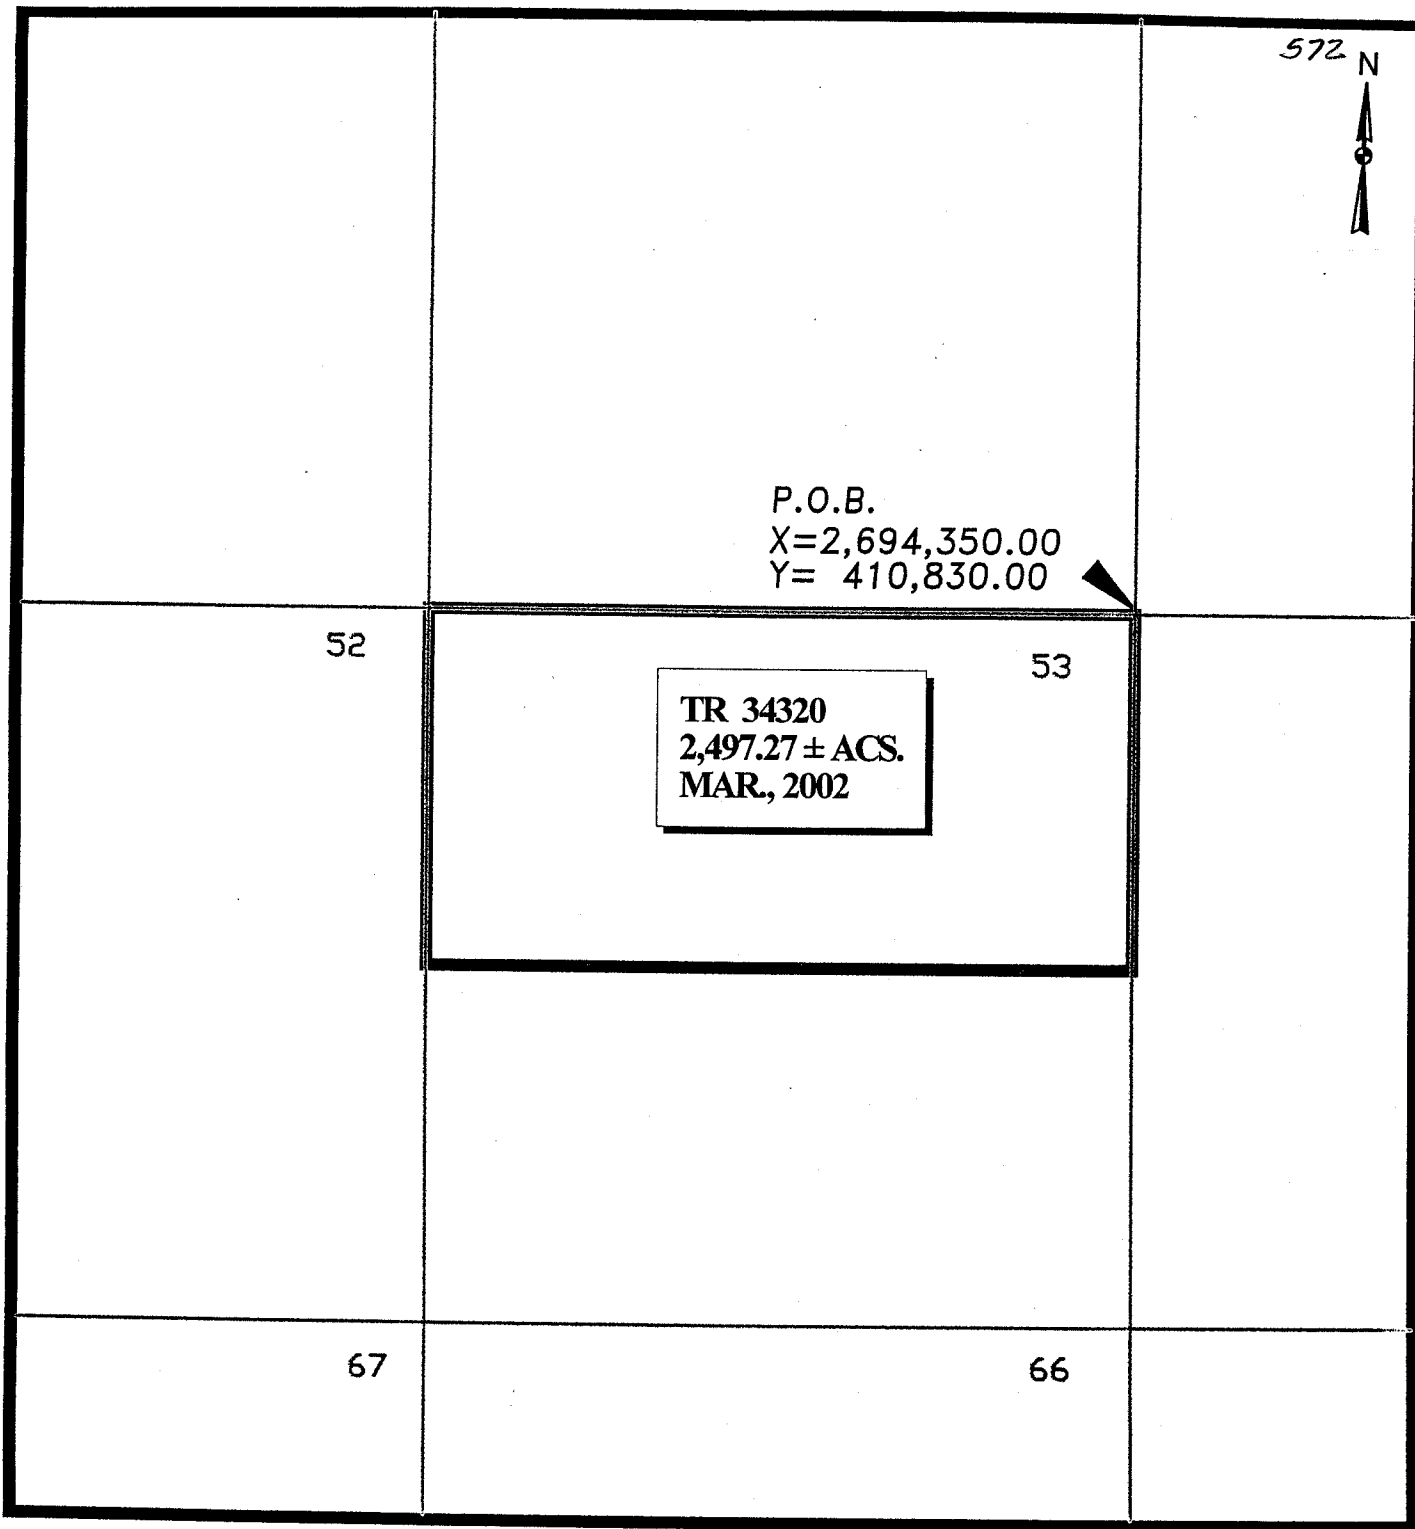 572
N
P.O.B.
X=2,694,350.00
Y= 410,830.00
52
53
TR 34320
2,497.27 ± ACS.
MAR., 2002
67
66